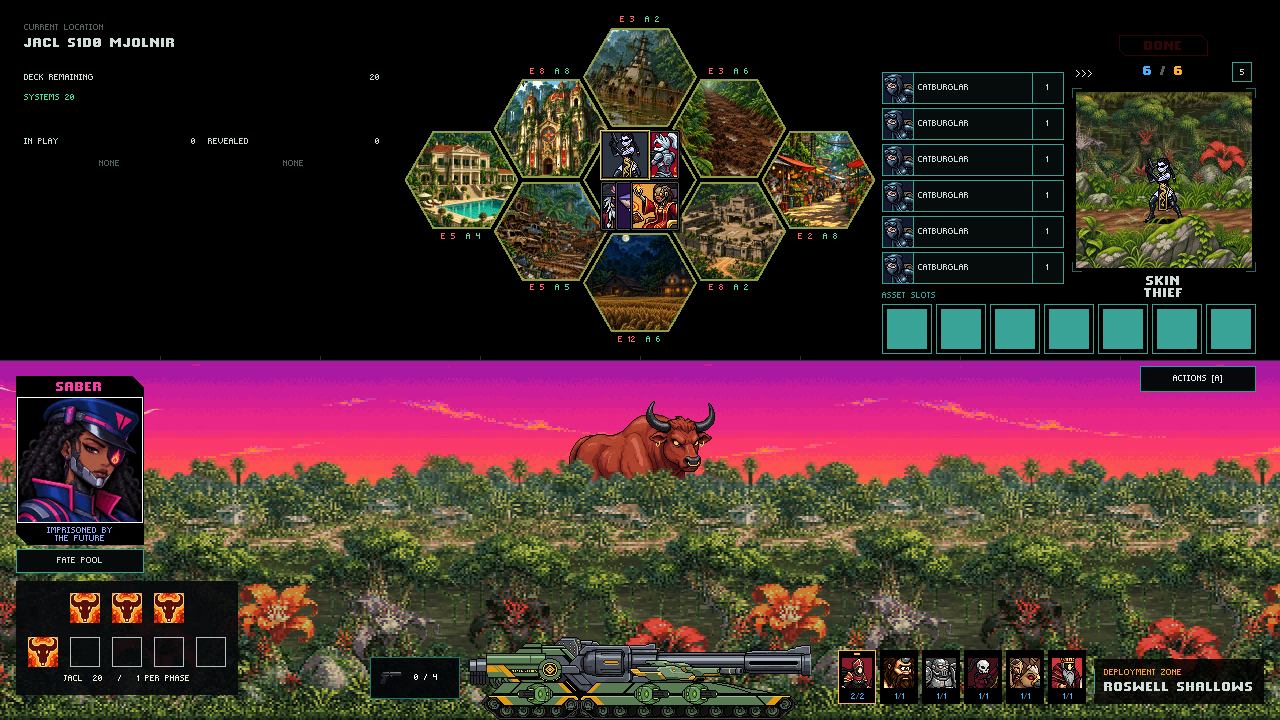 CURRENT LOCATION
JACL S1D0 MJOLNIR
DECK REMAINING 20
SYSTEMS 20
IN PLAY 0 REVEALED 0
NONE NONE
E 3 A 2
E 8 A 8
E 3 A 6
E 5 A 4
E 2 A 8
E 5 A 5
E 8 A 2
E 12 A 6
DONE
>>> 6 / 6 5
CATBURGLAR 1
CATBURGLAR 1
CATBURGLAR 1
CATBURGLAR 1
CATBURGLAR 1
CATBURGLAR 1
SKIN
THIEF
ASSET SLOTS
ACTIONS [A]
SABER
IMPRISONED BY
THE FUTURE
FATE POOL
JACL 20 / 1 PER PHASE
0 / 4
2/2 1/1 1/1 1/1 1/1 1/1
DEPLOYMENT ZONE
ROSWELL SHALLOWS